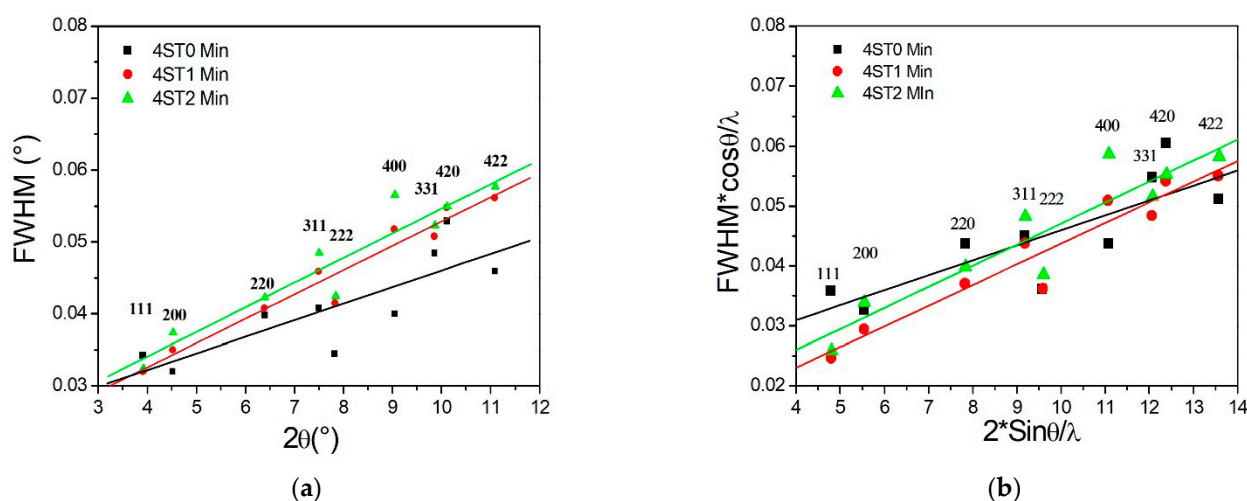 0.08
0.07
0.06
0.05
0.04
0.03
FWHM (°)
4ST0 Min
4ST1 Min
4ST2 Min
111
200
220
311
222
400
331
420
422
3 4 5 6 7 8 9 10 11 12
2θ(°)
(a)
0.08
0.07
0.06
0.05
0.04
0.03
0.02
FWHM*cosθ/λ
4ST0 Min
4ST1 Min
4ST2 MIn
111
200
220
311
222
400
331
420
422
4 5 6 7 8 9 10 11 12 13 14
2*Sinθ/λ
(b)